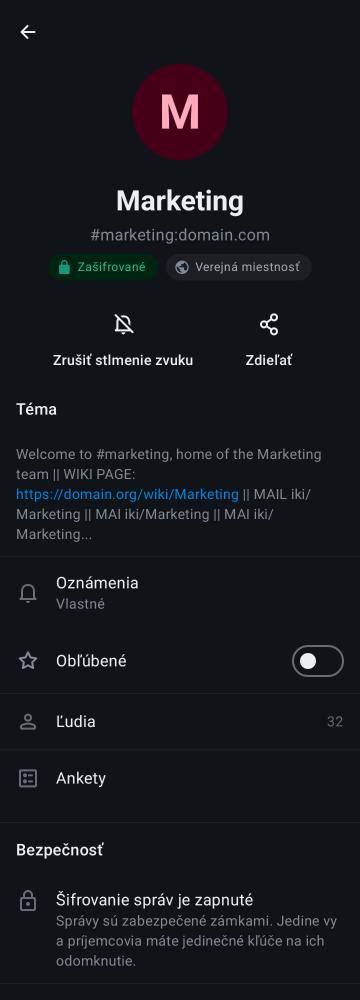 M
Marketing
#marketing:domain.com
Zašifrované
Verejná miestnosť
Zrušiť stlmenie zvuku
Zdieľať
Téma
Welcome to #marketing, home of the Marketing
team || WIKI PAGE:
https://domain.org/wiki/Marketing || MAIL iki/
Marketing || MAI iki/Marketing || MAI iki/
Marketing...
Oznámenia
Vlastné
Obľúbené
Ľudia
32
Ankety
Bezpečnosť
Šifrovanie správ je zapnuté
Správy sú zabezpečené zámkami. Jedine vy
a príjemcovia máte jedinečné kľúče na ich
odomknutie.